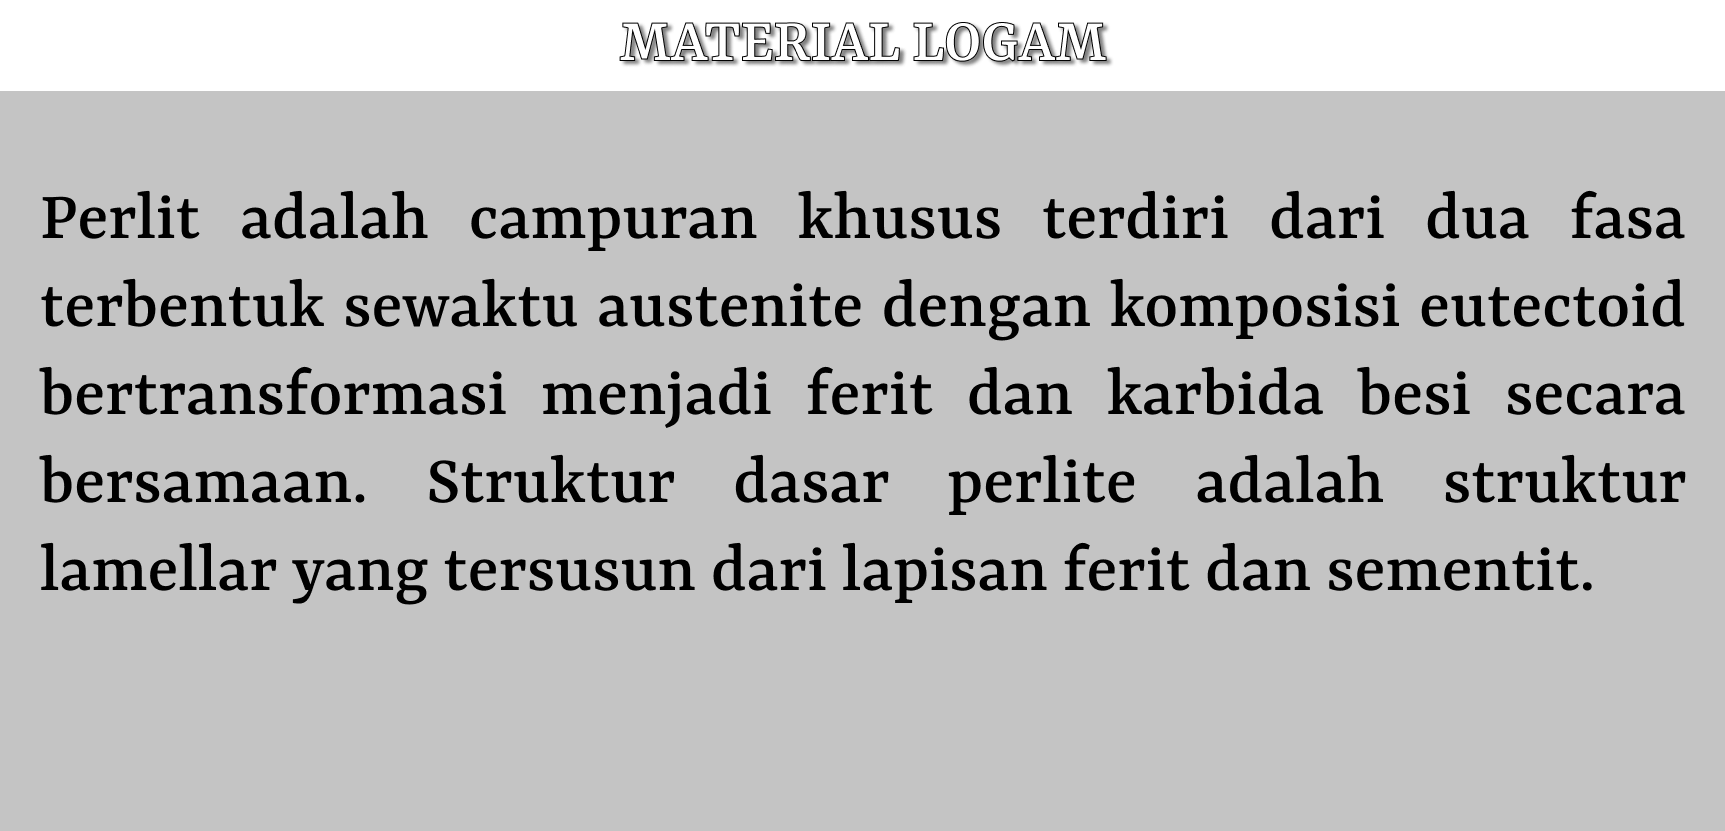 MATERIAL LOGAM
Perlit adalah campuran khusus terdiri dari dua fasa
terbentuk sewaktu austenite dengan komposisi eutectoid
bertransformasi menjadi ferit dan karbida besi secara
bersamaan. Struktur dasar perlite adalah struktur
lamellar yang tersusun dari lapisan ferit dan sementit.